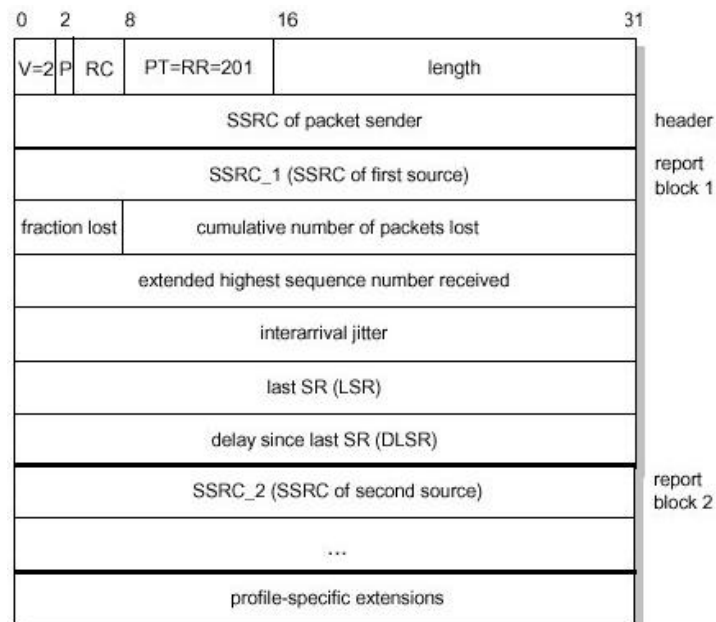 0 2 8 16 31
V=2 P RC PT=RR=201 length
SSRC of packet sender header
SSRC_1 (SSRC of first source) report block 1
fraction lost cumulative number of packets lost
extended highest sequence number received
interarrival jitter
last SR (LSR)
delay since last SR (DLSR)
SSRC_2 (SSRC of second source) report block 2
...
profile-specific extensions